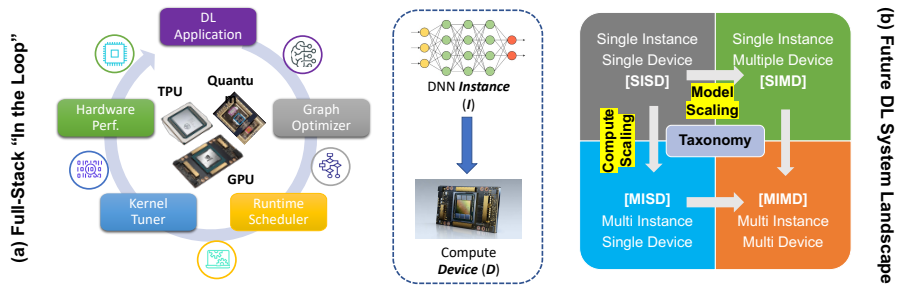 (a) Full-Stack “In the Loop”
DL
Application
Graph
Optimizer
Runtime
Scheduler
Kernel
Tuner
Hardware
Perf.
TPU
Quantu
m
GPU
DNN Instance
(I)
Compute
Device (D)
Single Instance
Single Device
[SISD]
Single Instance
Multiple Device
[SIMD]
Model
Scaling
Compute
Scaling
Taxonomy
[MISD]
Multi Instance
Single Device
[MIMD]
Multi Instance
Multi Device
(b) Future DL System Landscape